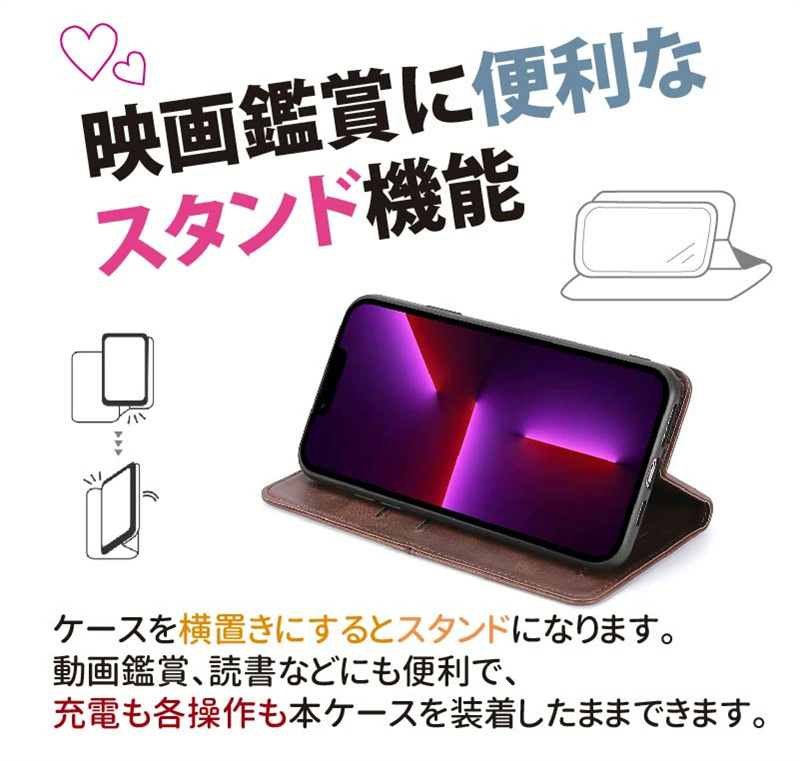 映画鑑賞に便利な
スタンド機能
ケースを横置きにするとスタンドになります。
動画鑑賞、読書などにも便利で、
充電も各操作も本ケースを装着したままできます。